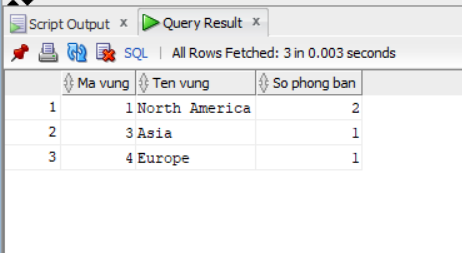 Script Output x Query Result x
SQL | All Rows Fetched: 3 in 0.003 seconds
Ma vung Ten vung So phong ban
1 1 North America 2
2 3 Asia 1
3 4 Europe 1